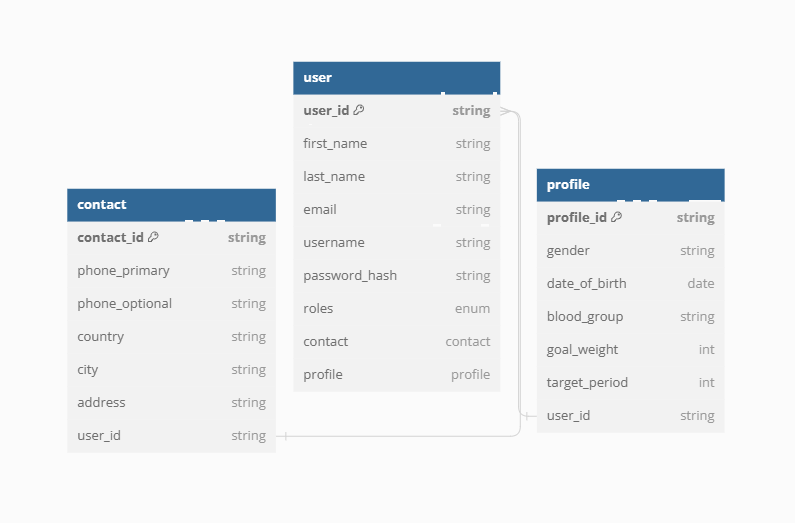 user
user_id string
first_name string
last_name string
email string
username string
password_hash string
roles enum
contact contact
profile profile
contact
contact_id string
phone_primary string
phone_optional string
country string
city string
address string
user_id string
profile
profile_id string
gender string
date_of_birth date
blood_group string
goal_weight int
target_period int
user_id string